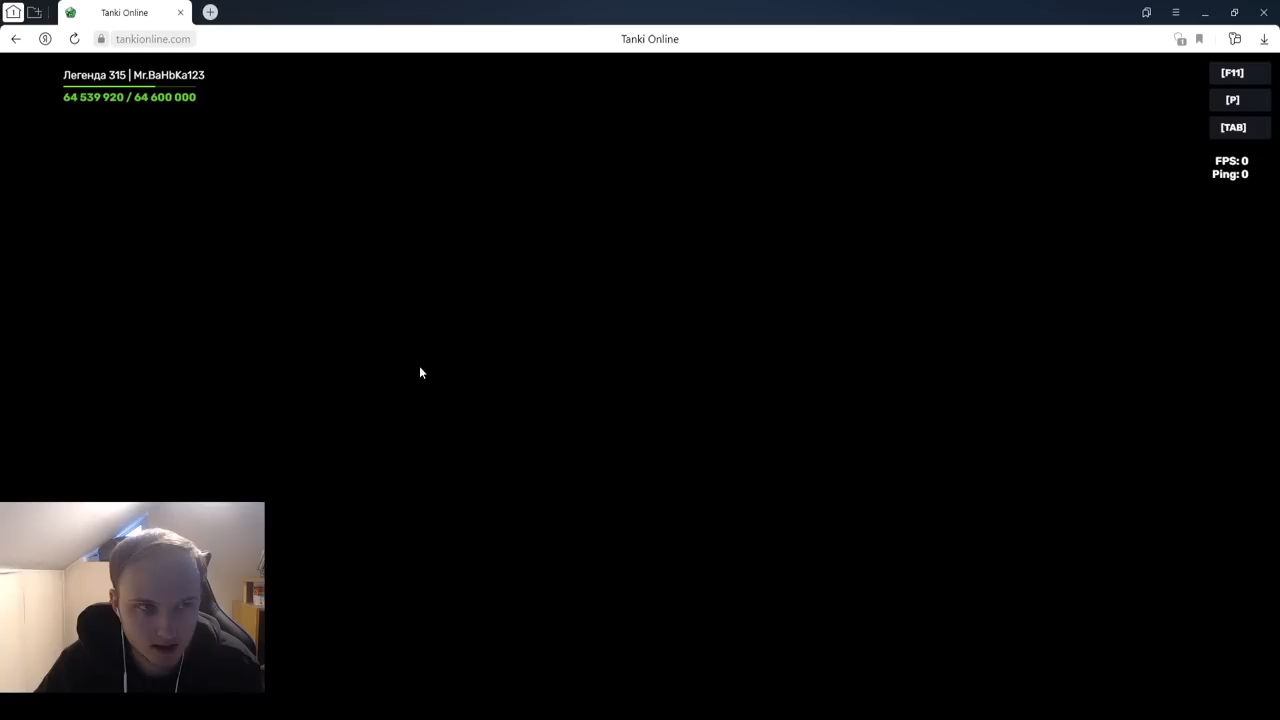 Tanki Online
tankionline.com
Tanki Online
Легенда 315 | Mr.BaHbKa123
64 539 920 / 64 600 000
[F11]
[P]
[TAB]
FPS: 0
Ping: 0